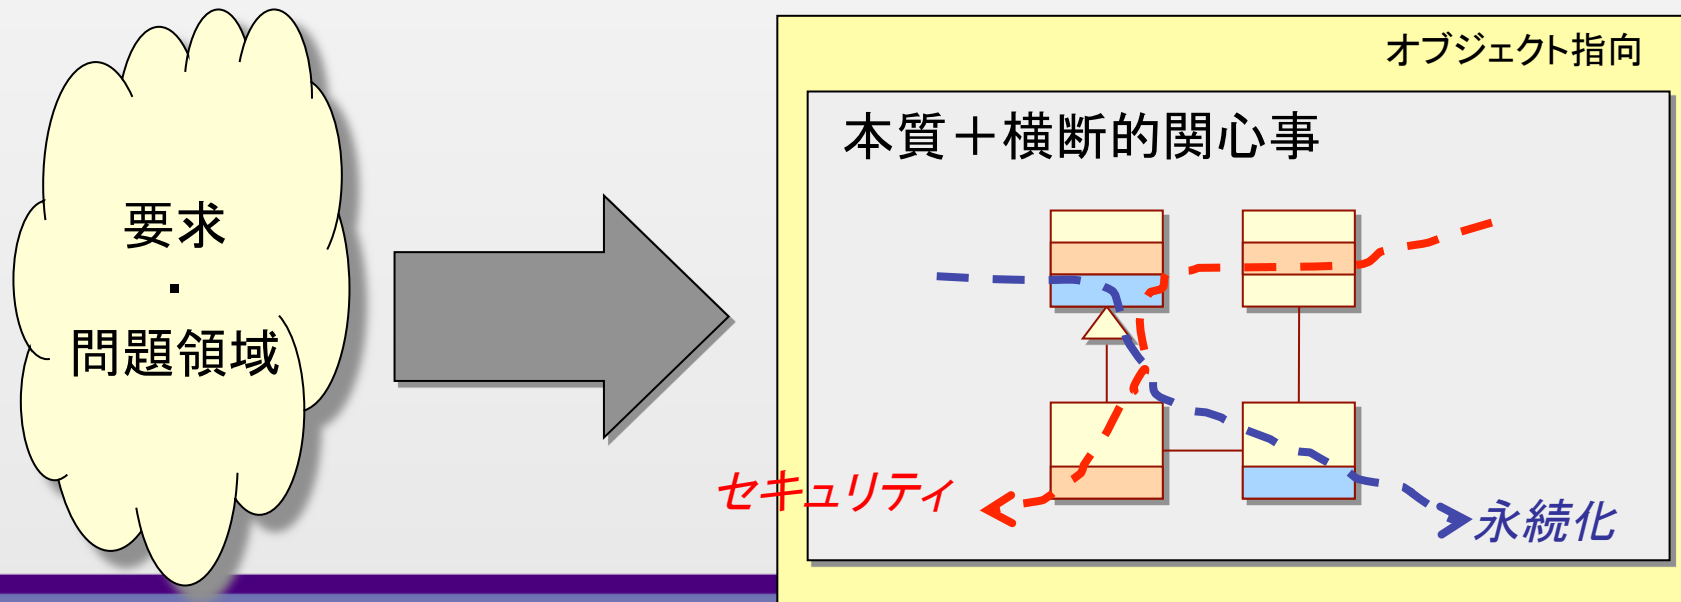 オブジェクト指向
本質＋横断的関心事
要求
・
問題領域
セキュリティ
永続化